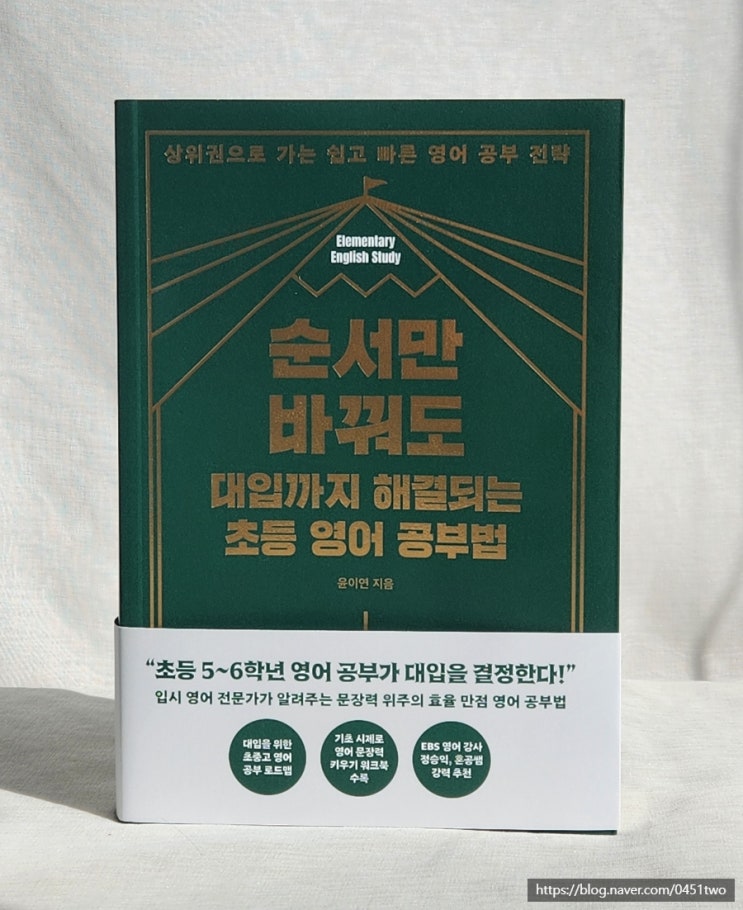 상위권으로 가는 쉽고 빠른 영어 공부 전략
Elementary
English Study
순서만
바꿔도
대입까지 해결되는
초등 영어 공부법
윤이연 지음
“초등 5~6학년 영어 공부가 대입을 결정한다!”
입시 영어 전문가가 알려주는 문장력 위주의 효율 만점 영어 공부법
대입을 위한
초중고 영어
공부 로드맵
기초 시제로
영어 문장력
키우기 워크북
수록
EBS 영어 강사
정승익, 혼공쌤
강력 추천
https://blog.naver.com/0451two